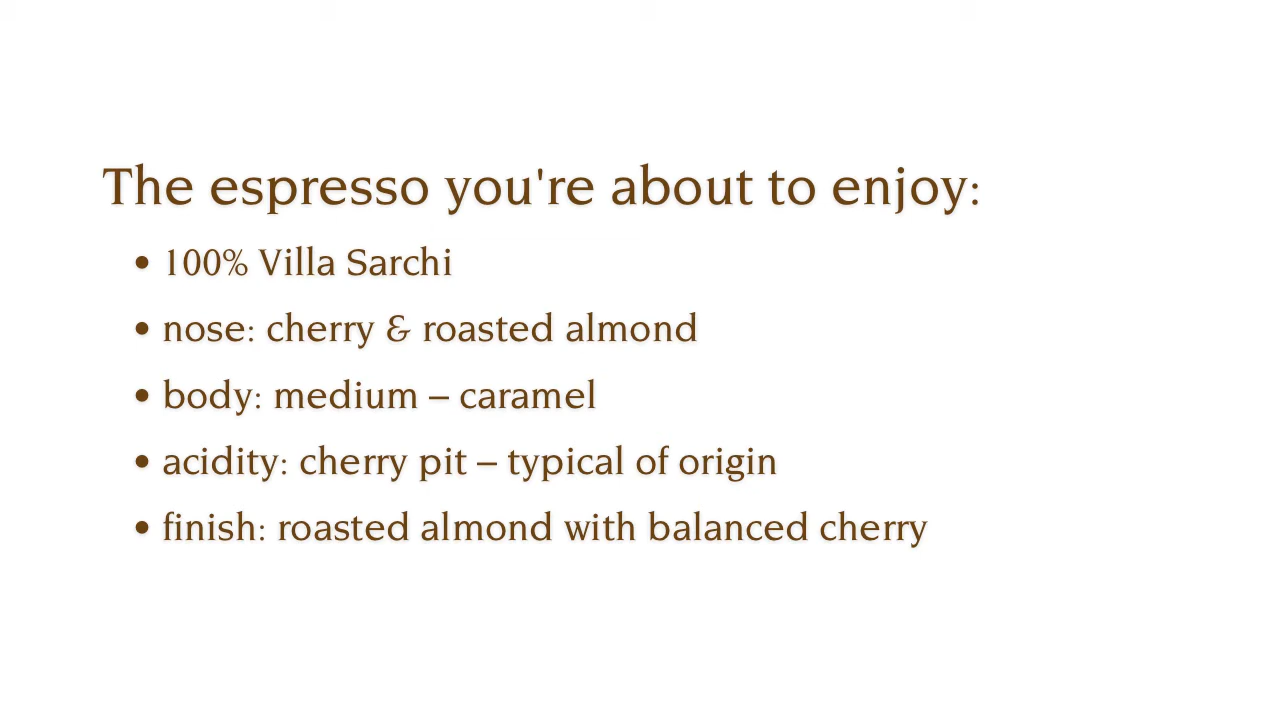 The espresso you're about to enjoy:
• 100% Villa Sarchi
• nose: cherry & roasted almond
• body: medium – caramel
• acidity: cherry pit – typical of origin
• finish: roasted almond with balanced cherry